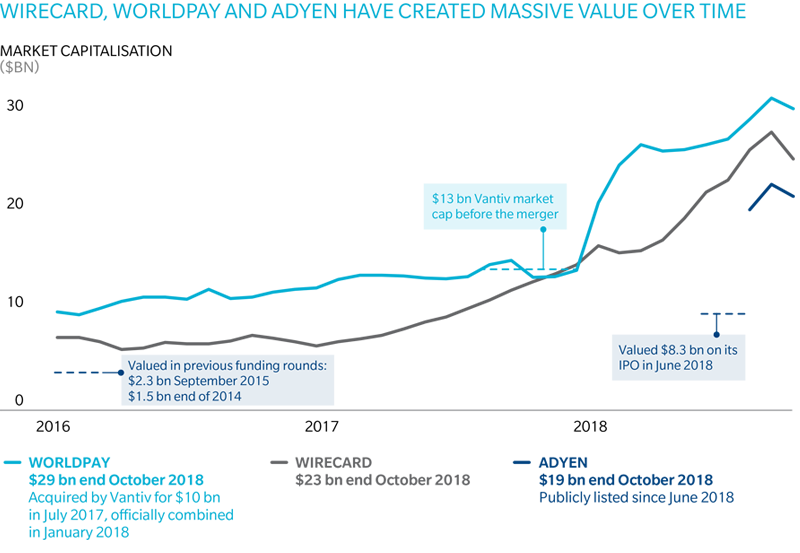 WIRECARD, WORLDPAY AND ADYEN HAVE CREATED MASSIVE VALUE OVER TIME
MARKET CAPITALISATION
($BN)
30
20
10
0
$13 bn Vantiv market
cap before the merger
Valued in previous funding rounds:
$2.3 bn September 2015
$1.5 bn end of 2014
Valued $8.3 bn on its
IPO in June 2018
2016
2017
2018
WORLDPAY
$29 bn end October 2018
Acquired by Vantiv for $10 bn
in July 2017, officially combined
in January 2018
WIRECARD
$23 bn end October 2018
ADYEN
$19 bn end October 2018
Publicly listed since June 2018